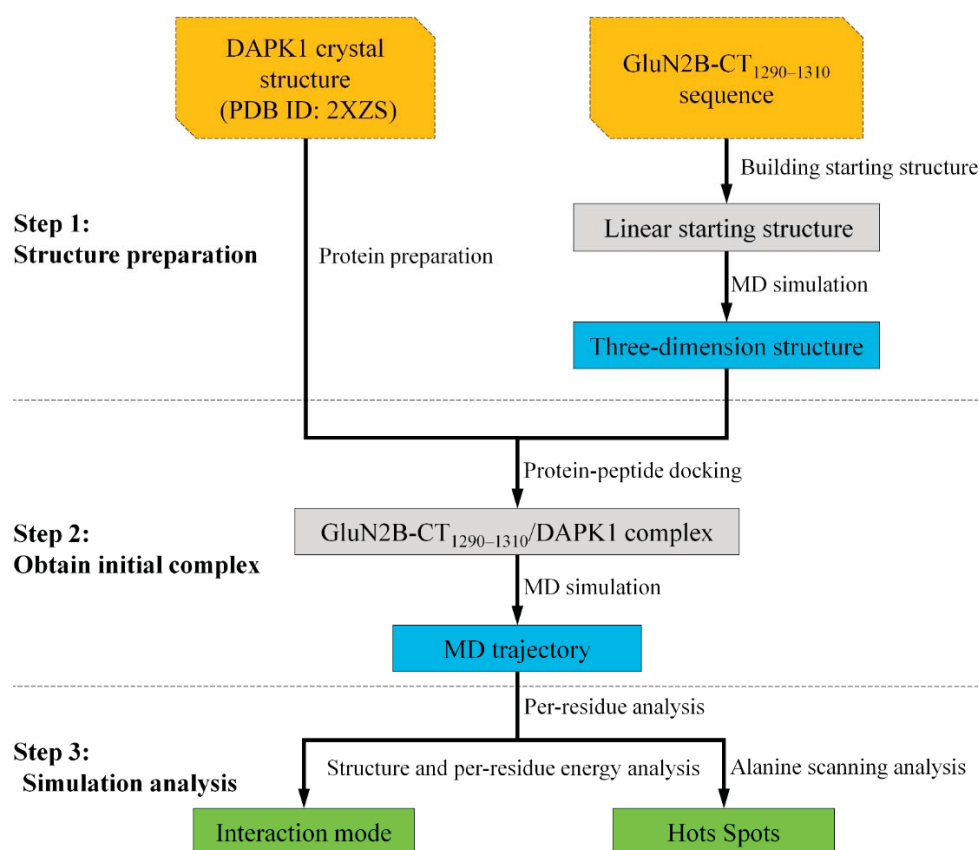 DAPK1 crystal
structure
(PDB ID: 2XZS)
GluN2B-CT1290–1310
sequence
Building starting structure
Step 1:
Structure preparation
Protein preparation
Linear starting structure
MD simulation
Three-dimension structure
Protein-peptide docking
Step 2:
Obtain initial complex
GluN2B-CT1290–1310/DAPK1 complex
MD simulation
MD trajectory
Per-residue analysis
Step 3:
Simulation analysis
Structure and per-residue energy analysis
Alanine scanning analysis
Interaction mode
Hots Spots